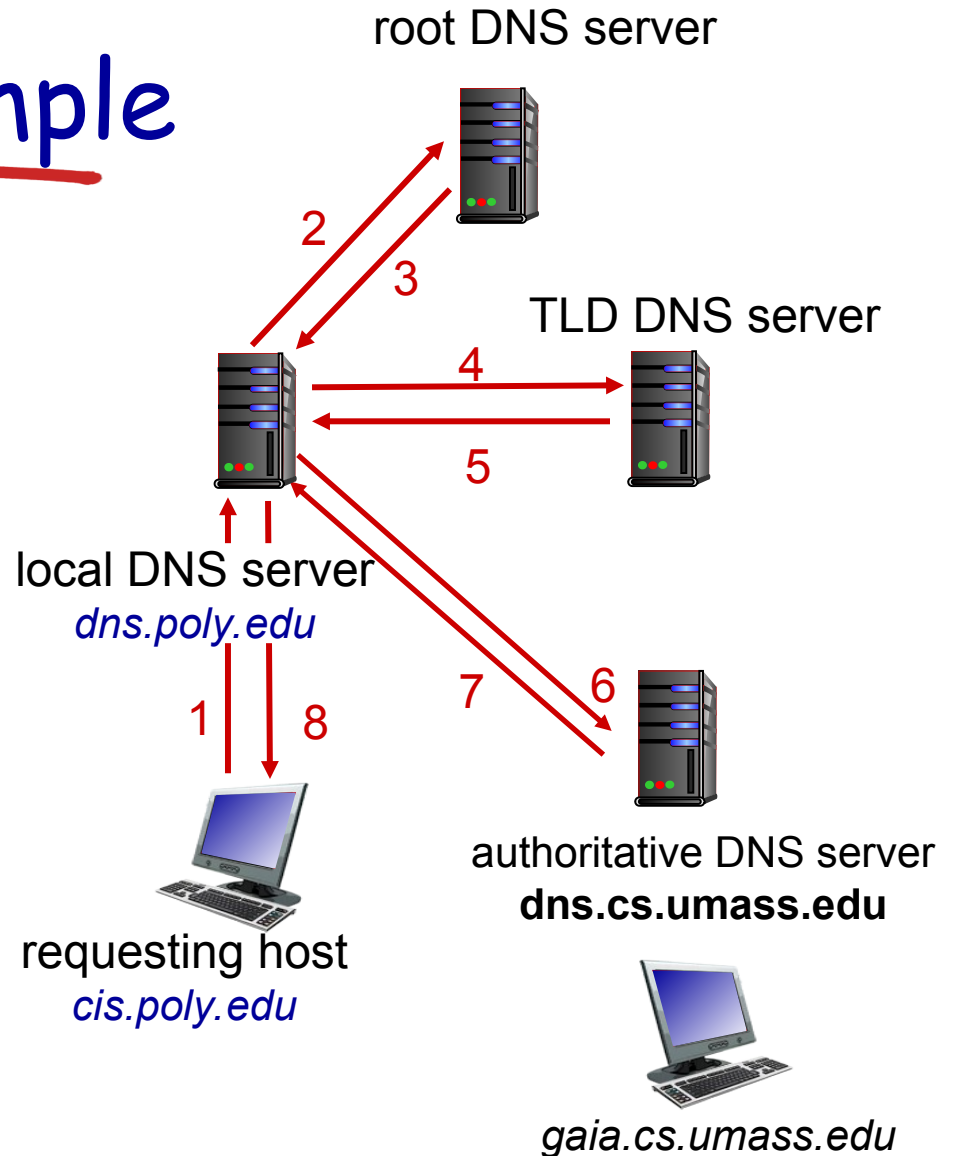 root DNS server
mple
2
3
TLD DNS server
4
5
local DNS server
dns.poly.edu
1
8
7
6
requesting host
cis.poly.edu
authoritative DNS server
dns.cs.umass.edu
gaia.cs.umass.edu